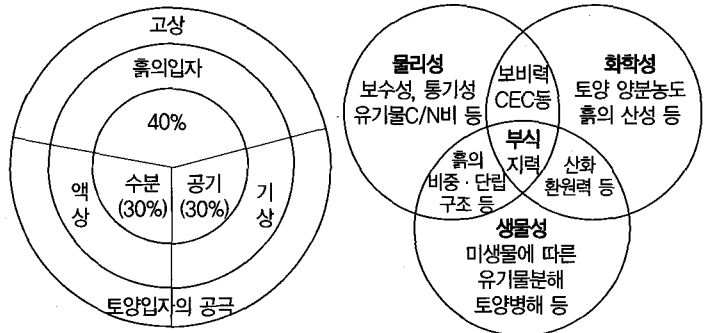 고상
흙의입자
40%
액상
수분
(30%)
공기
(30%)
기상
토양입자의 공극
물리성
보수성, 통기성
유기물C/N비 등
보비력
CEC등
화학성
토양 양분농도
흙의 산성 등
부식
지력
흙의
비중·단립
구조 등
산화
환원력 등
생물성
미생물에 따른
유기물분해
토양병해 등